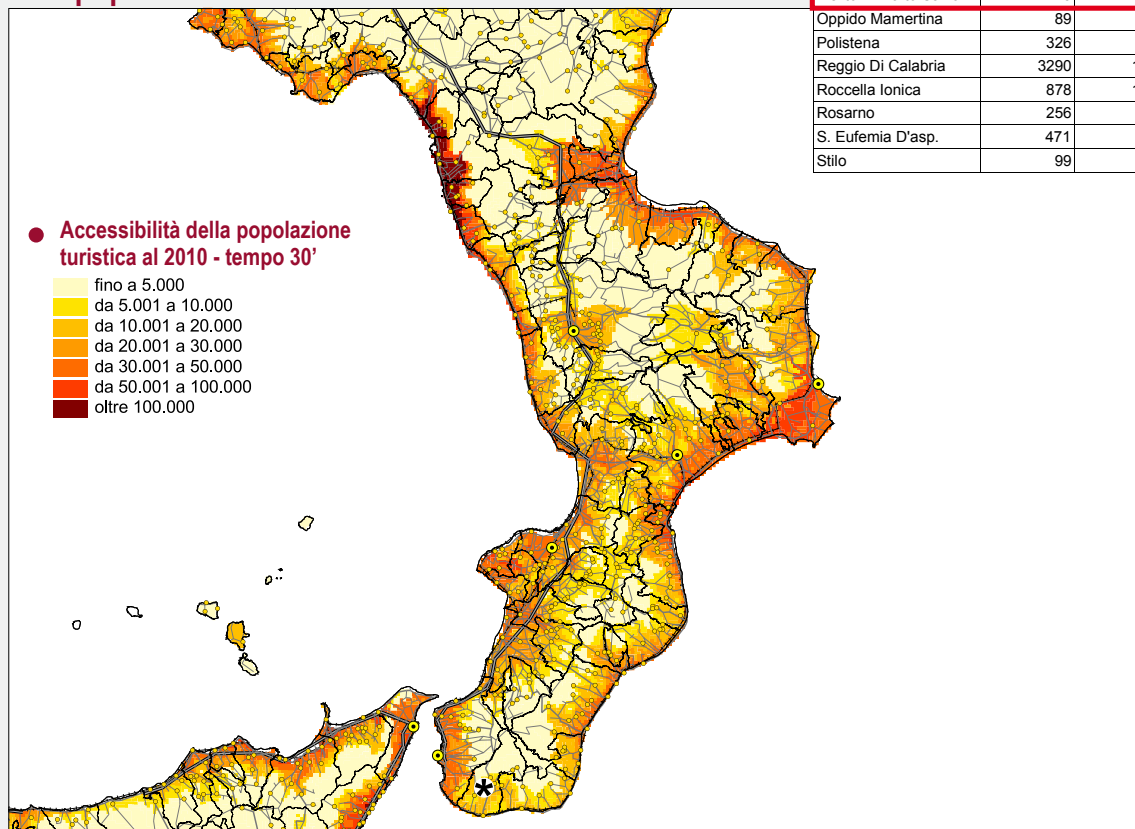 Oppido Mamertina 89
Polistena 326
Reggio Di Calabria 3290 1
Roccella Ionica 878 1
Rosarno 256
S. Eufemia D'asp. 471
Stilo 99
Accessibilità della popolazione
turistica al 2010 - tempo 30’
fino a 5.000
da 5.001 a 10.000
da 10.001 a 20.000
da 20.001 a 30.000
da 30.001 a 50.000
da 50.001 a 100.000
oltre 100.000
*